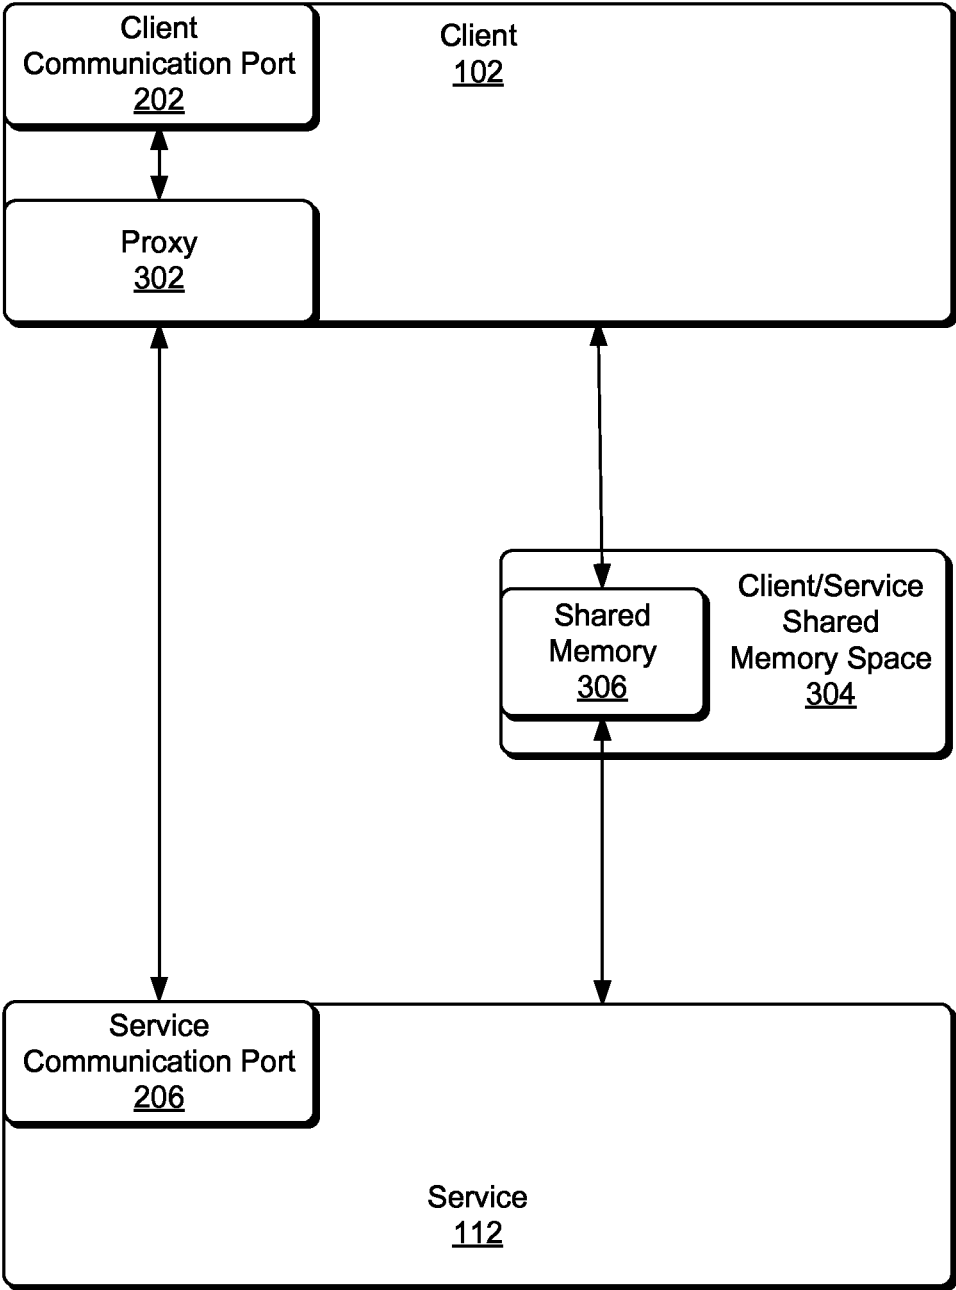 Client
Communication Port
202
Client
102
Proxy
302
Shared
Memory
306
Client/Service
Shared
Memory Space
304
Service
Communication Port
206
Service
112